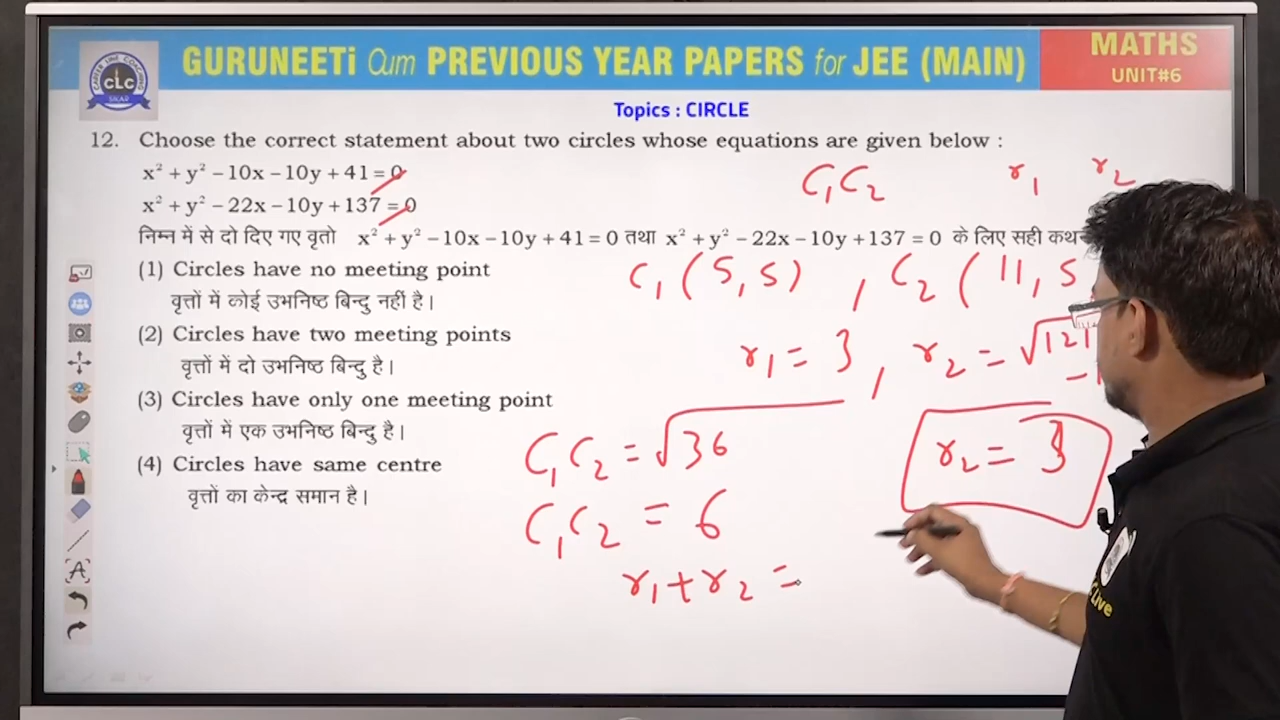 CLC
GURUNEETi Cum PREVIOUS YEAR PAPERS for JEE (MAIN)
MATHS
UNIT#6
Topics : CIRCLE
12. Choose the correct statement about two circles whose equations are given below :
x² + y² – 10x – 10y + 41 = 0
x² + y² – 22x – 10y + 137 = 0
C₁C₂ r₁ r₂
निम्न में से दो दिए गए वृतो x² + y² – 10x – 10y + 41 = 0 तथा x² + y² – 22x – 10y + 137 = 0 के लिए सही कथ
(1) Circles have no meeting point
वृत्तों में कोई उभनिष्ठ बिन्दु नहीं है।
(2) Circles have two meeting points
वृत्तों में दो उभनिष्ठ बिन्दु है।
(3) Circles have only one meeting point
वृत्तों में एक उभनिष्ठ बिन्दु है।
(4) Circles have same centre
वृत्तों का केन्द्र समान है।
C₁ (5, 5) , C₂ (11, 5
r₁ = 3 , r₂ = √121
r₂ = 3
C₁C₂ = √36
C₁C₂ = 6
r₁ + r₂ =
Live